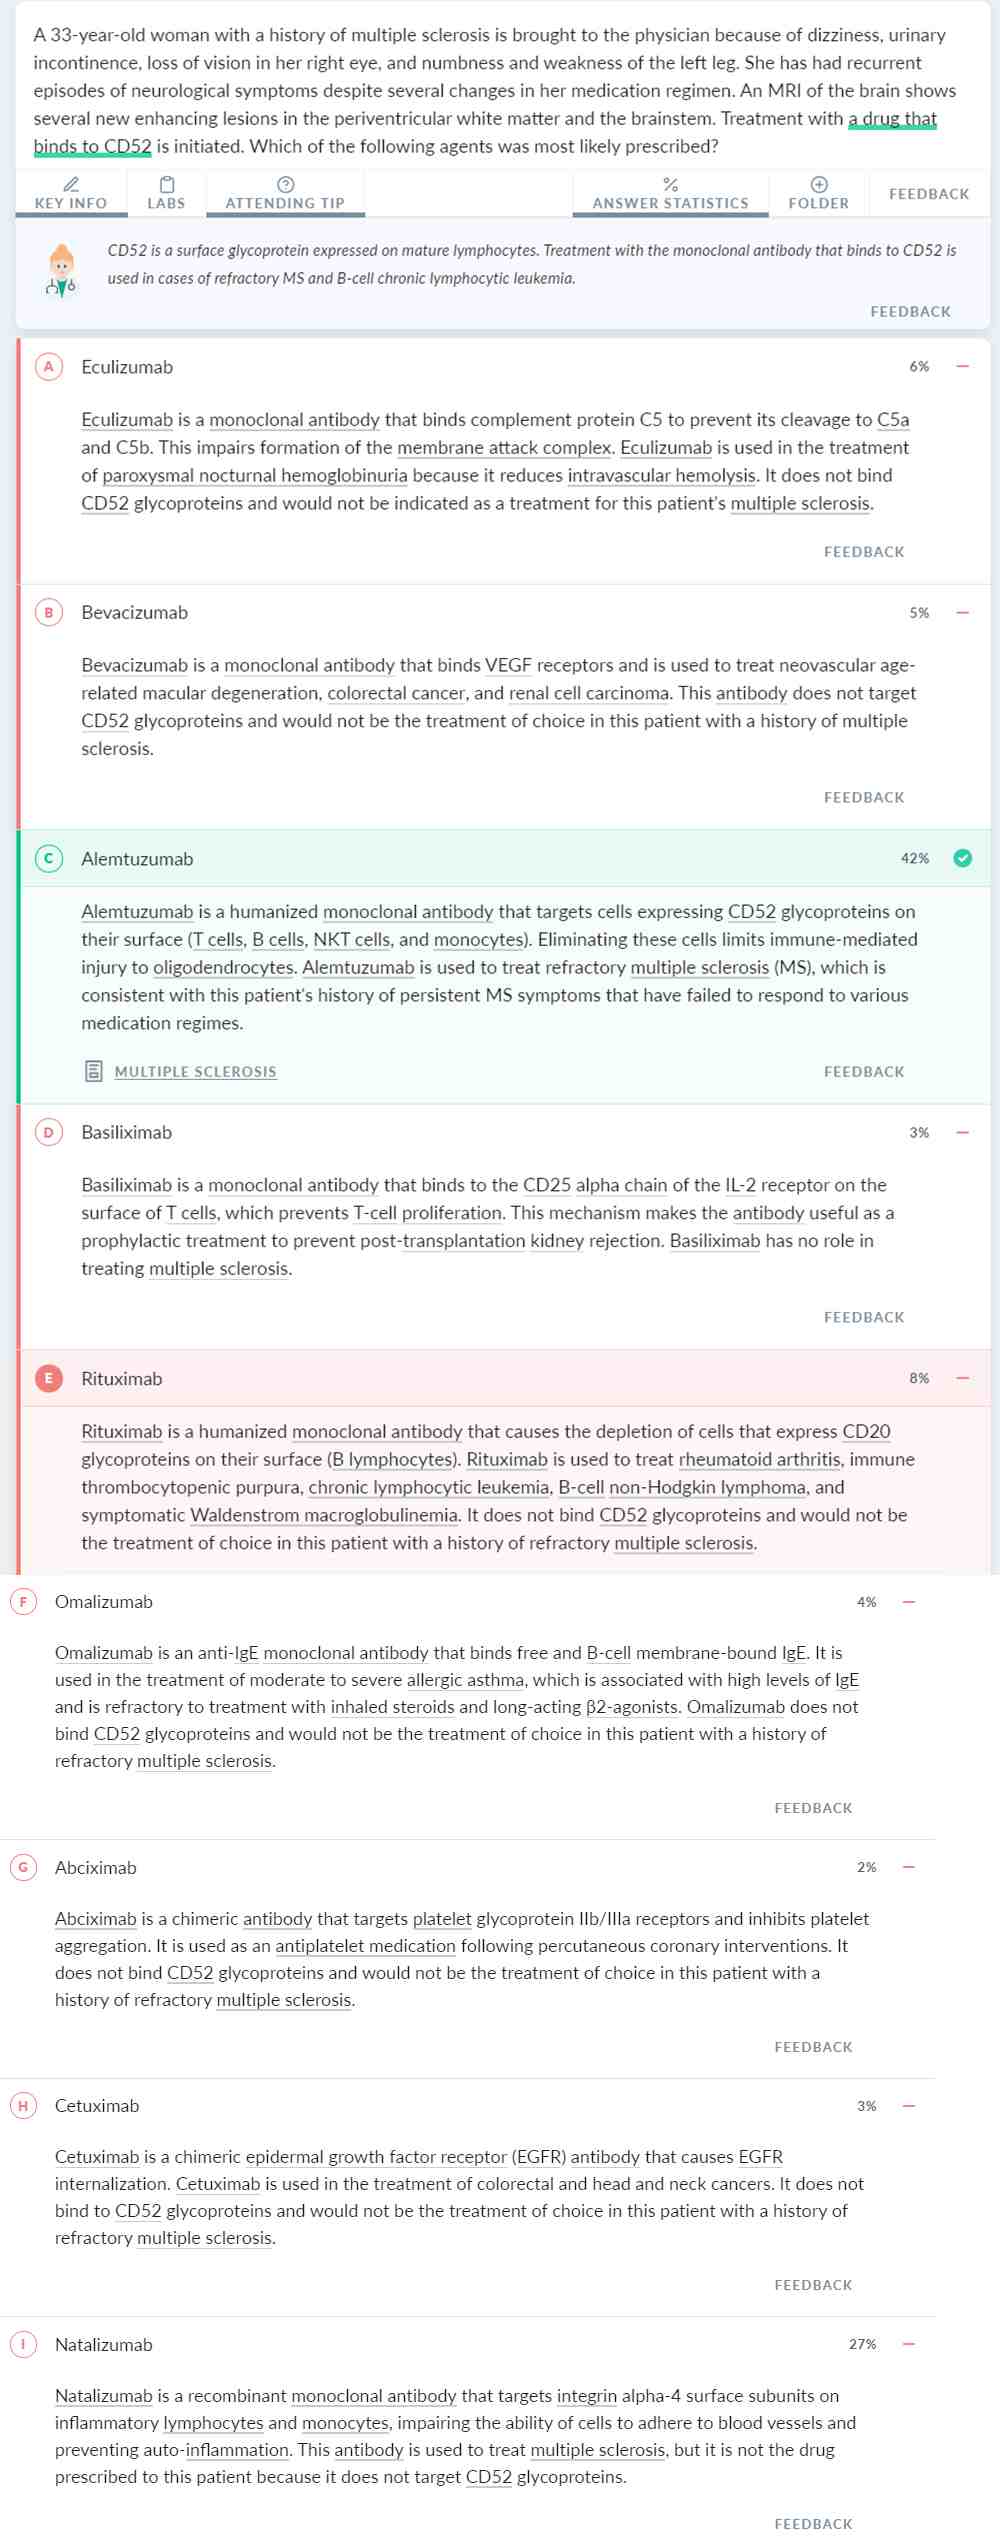 A 33-year-old woman with a history of multiple sclerosis is brought to the physician because of dizziness, urinary
incontinence, loss of vision in her right eye, and numbness and weakness of the left leg. She has had recurrent
episodes of neurological symptoms despite several changes in her medication regimen. An MRI of the brain shows
several new enhancing lesions in the periventricular white matter and the brainstem. Treatment with a drug that
binds to CD52 is initiated. Which of the following agents was most likely prescribed?
KEY INFO LABS ATTENDING TIP ANSWER STATISTICS FOLDER FEEDBACK
CD52 is a surface glycoprotein expressed on mature lymphocytes. Treatment with the monoclonal antibody that binds to CD52 is
used in cases of refractory MS and B-cell chronic lymphocytic leukemia.
FEEDBACK
A Eculizumab 6%
Eculizumab is a monoclonal antibody that binds complement protein C5 to prevent its cleavage to C5a
and C5b. This impairs formation of the membrane attack complex. Eculizumab is used in the treatment
of paroxysmal nocturnal hemoglobinuria because it reduces intravascular hemolysis. It does not bind
CD52 glycoproteins and would not be indicated as a treatment for this patient's multiple sclerosis.
FEEDBACK
B Bevacizumab 5%
Bevacizumab is a monoclonal antibody that binds VEGF receptors and is used to treat neovascular age-
related macular degeneration, colorectal cancer, and renal cell carcinoma. This antibody does not target
CD52 glycoproteins and would not be the treatment of choice in this patient with a history of multiple
sclerosis.
FEEDBACK
C Alemtuzumab 42%
Alemtuzumab is a humanized monoclonal antibody that targets cells expressing CD52 glycoproteins on
their surface (T cells, B cells, NKT cells, and monocytes). Eliminating these cells limits immune-mediated
injury to oligodendrocytes. Alemtuzumab is used to treat refractory multiple sclerosis (MS), which is
consistent with this patient's history of persistent MS symptoms that have failed to respond to various
medication regimes.
MULTIPLE SCLEROSIS FEEDBACK
D Basiliximab 3%
Basiliximab is a monoclonal antibody that binds to the CD25 alpha chain of the IL-2 receptor on the
surface of T cells, which prevents T-cell proliferation. This mechanism makes the antibody useful as a
prophylactic treatment to prevent post-transplantation kidney rejection. Basiliximab has no role in
treating multiple sclerosis.
FEEDBACK
E Rituximab 8%
Rituximab is a humanized monoclonal antibody that causes the depletion of cells that express CD20
glycoproteins on their surface (B lymphocytes). Rituximab is used to treat rheumatoid arthritis, immune
thrombocytopenic purpura, chronic lymphocytic leukemia, B-cell non-Hodgkin lymphoma, and
symptomatic Waldenstrom macroglobulinemia. It does not bind CD52 glycoproteins and would not be
the treatment of choice in this patient with a history of refractory multiple sclerosis.
F Omalizumab 4%
Omalizumab is an anti-IgE monoclonal antibody that binds free and B-cell membrane-bound IgE. It is
used in the treatment of moderate to severe allergic asthma, which is associated with high levels of IgE
and is refractory to treatment with inhaled steroids and long-acting β2-agonists. Omalizumab does not
bind CD52 glycoproteins and would not be the treatment of choice in this patient with a history of
refractory multiple sclerosis.
FEEDBACK
G Abciximab 2%
Abciximab is a chimeric antibody that targets platelet glycoprotein IIb/IIIa receptors and inhibits platelet
aggregation. It is used as an antiplatelet medication following percutaneous coronary interventions. It
does not bind CD52 glycoproteins and would not be the treatment of choice in this patient with a
history of refractory multiple sclerosis.
FEEDBACK
H Cetuximab 3%
Cetuximab is a chimeric epidermal growth factor receptor (EGFR) antibody that causes EGFR
internalization. Cetuximab is used in the treatment of colorectal and head and neck cancers. It does not
bind to CD52 glycoproteins and would not be the treatment of choice in this patient with a history of
refractory multiple sclerosis.
FEEDBACK
I Natalizumab 27%
Natalizumab is a recombinant monoclonal antibody that targets integrin alpha-4 surface subunits on
inflammatory lymphocytes and monocytes, impairing the ability of cells to adhere to blood vessels and
preventing auto-inflammation. This antibody is used to treat multiple sclerosis, but it is not the drug
prescribed to this patient because it does not target CD52 glycoproteins.
FEEDBACK